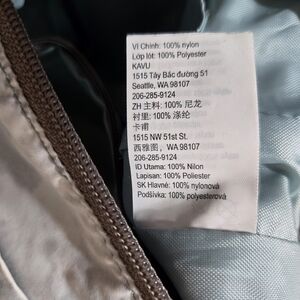 VI Chính: 100% nylon
Lớp lót: 100% Polyester
KAVU
1515 Tây Bắc đường 51
Seattle, WA 98107
206-285-9124
ZH 主料: 100% 尼龙
衬里: 100% 涤纶
卡甫
1515 NW 51st St.
西雅图, WA 98107
206-285-9124
ID Utama: 100% Nilon
Lapisan: 100% Poliester
SK Hlavné: 100% nylonová
Podšívka: 100% polyesterová